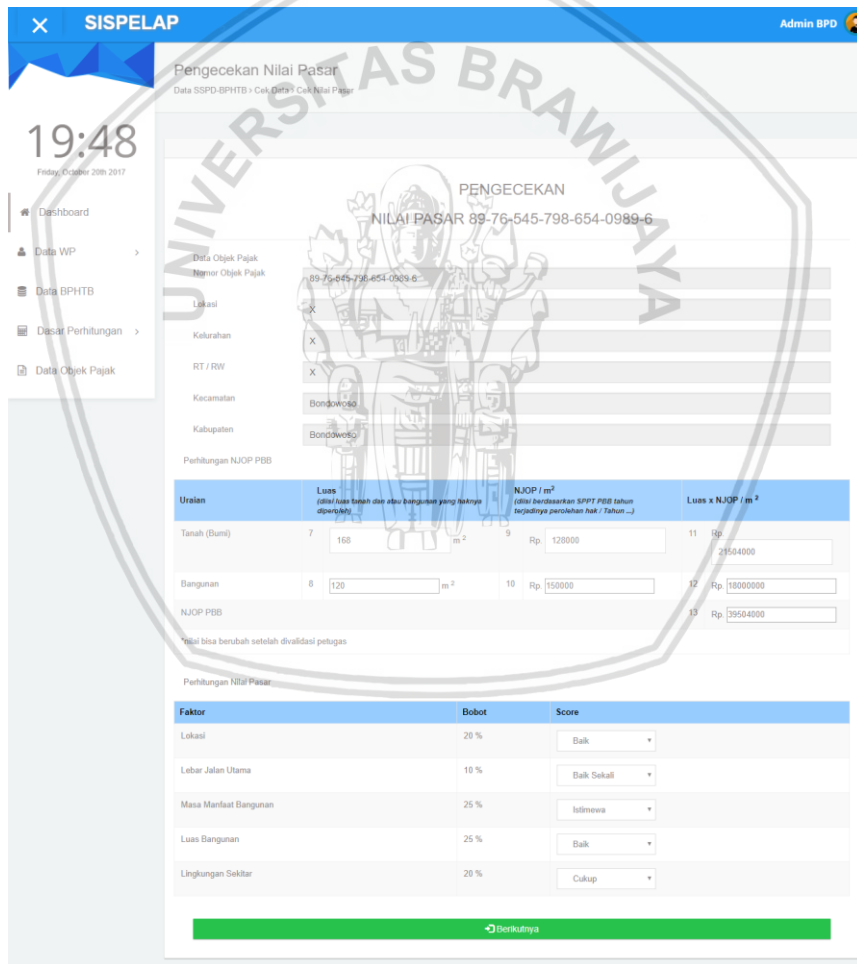 SISPELAP
Admin BPD
Pengecekan Nilai Pasar
Data SSPD-BPHTB › Cek Data › Cek Nilai Pasar
19:48
Friday, October 20th 2017
Dashboard
Data WP
Data BPHTB
Dasar Perhitungan
Data Objek Pajak
UNIVERSITAS BRAWIJAYA
PENGECEKAN
NILAI PASAR 89-76-545-798-654-0989-6
Data Objek Pajak
Nomor Objek Pajak
89-76-545-798-654-0989-6
Lokasi
X
Kelurahan
X
RT / RW
X
Kecamatan
Bondowoso
Kabupaten
Bondowoso
Perhitungan NJOP PBB
Uraian Luas (diisi luas tanah dan atau bangunan yang haknya diperoleh) NJOP / m² (diisi berdasarkan SPPT PBB tahun terjadinya perolehan hak / Tahun ...) Luas x NJOP / m²
Tanah (Bumi) 7 168 m² 9 Rp. 128000 11 Rp. 21504000
Bangunan 8 120 m² 10 Rp. 150000 12 Rp. 18000000
NJOP PBB 13 Rp. 39504000
*nilai bisa berubah setelah divalidasi petugas
Perhitungan Nilai Pasar
Faktor Bobot Score
Lokasi 20 % Baik
Lebar Jalan Utama 10 % Baik Sekali
Masa Manfaat Bangunan 25 % Istimewa
Luas Bangunan 25 % Baik
Lingkungan Sekitar 20 % Cukup
Berikutnya